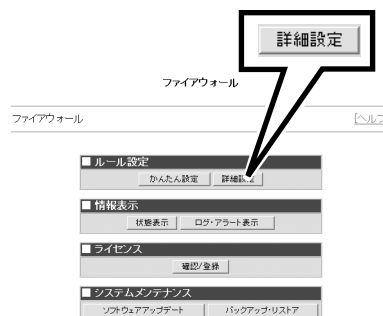 詳細設定
ファイアウォール
ファイアウォール [ヘルプ
■ ルール設定
かんたん設定 詳細設定
■ 情報表示
状態表示 ログ・アラート表示
■ ライセンス
確認/登録
■ システムメンテナンス
ソフトウェアアップデート バックアップ・リストア